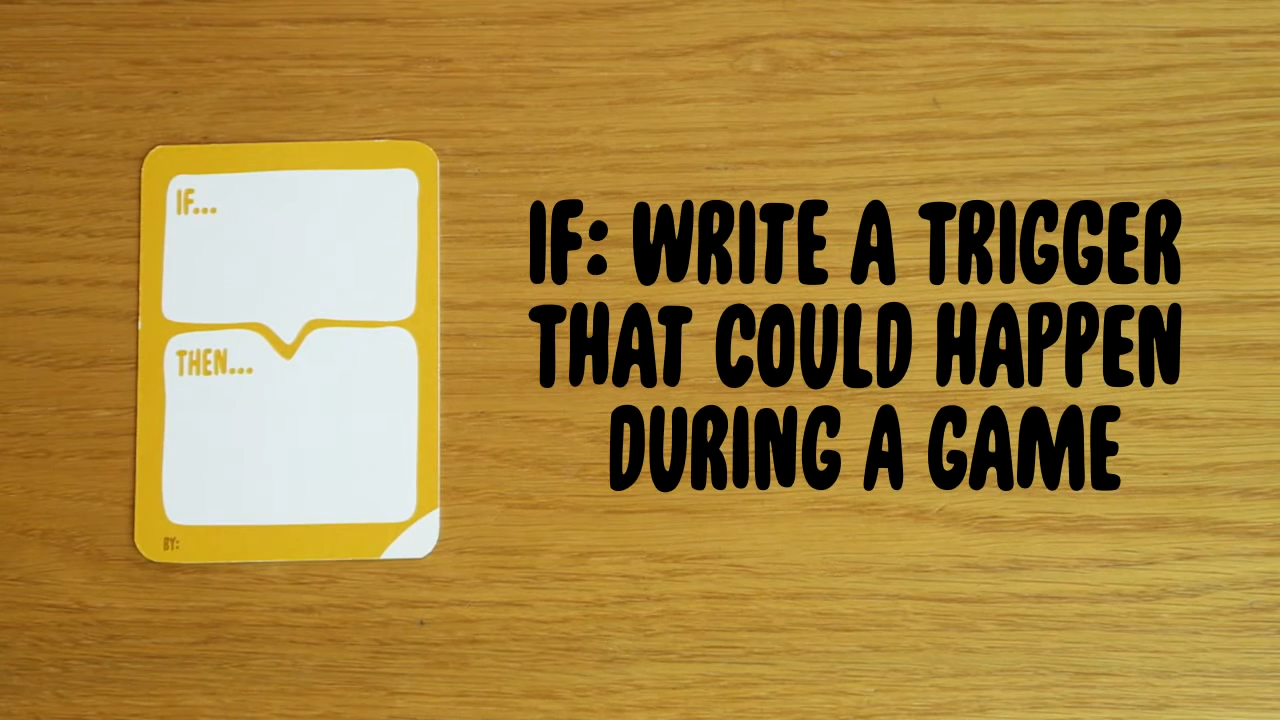 IF...
THEN...
BY:
IF: WRITE A TRIGGER
THAT COULD HAPPEN
DURING A GAME